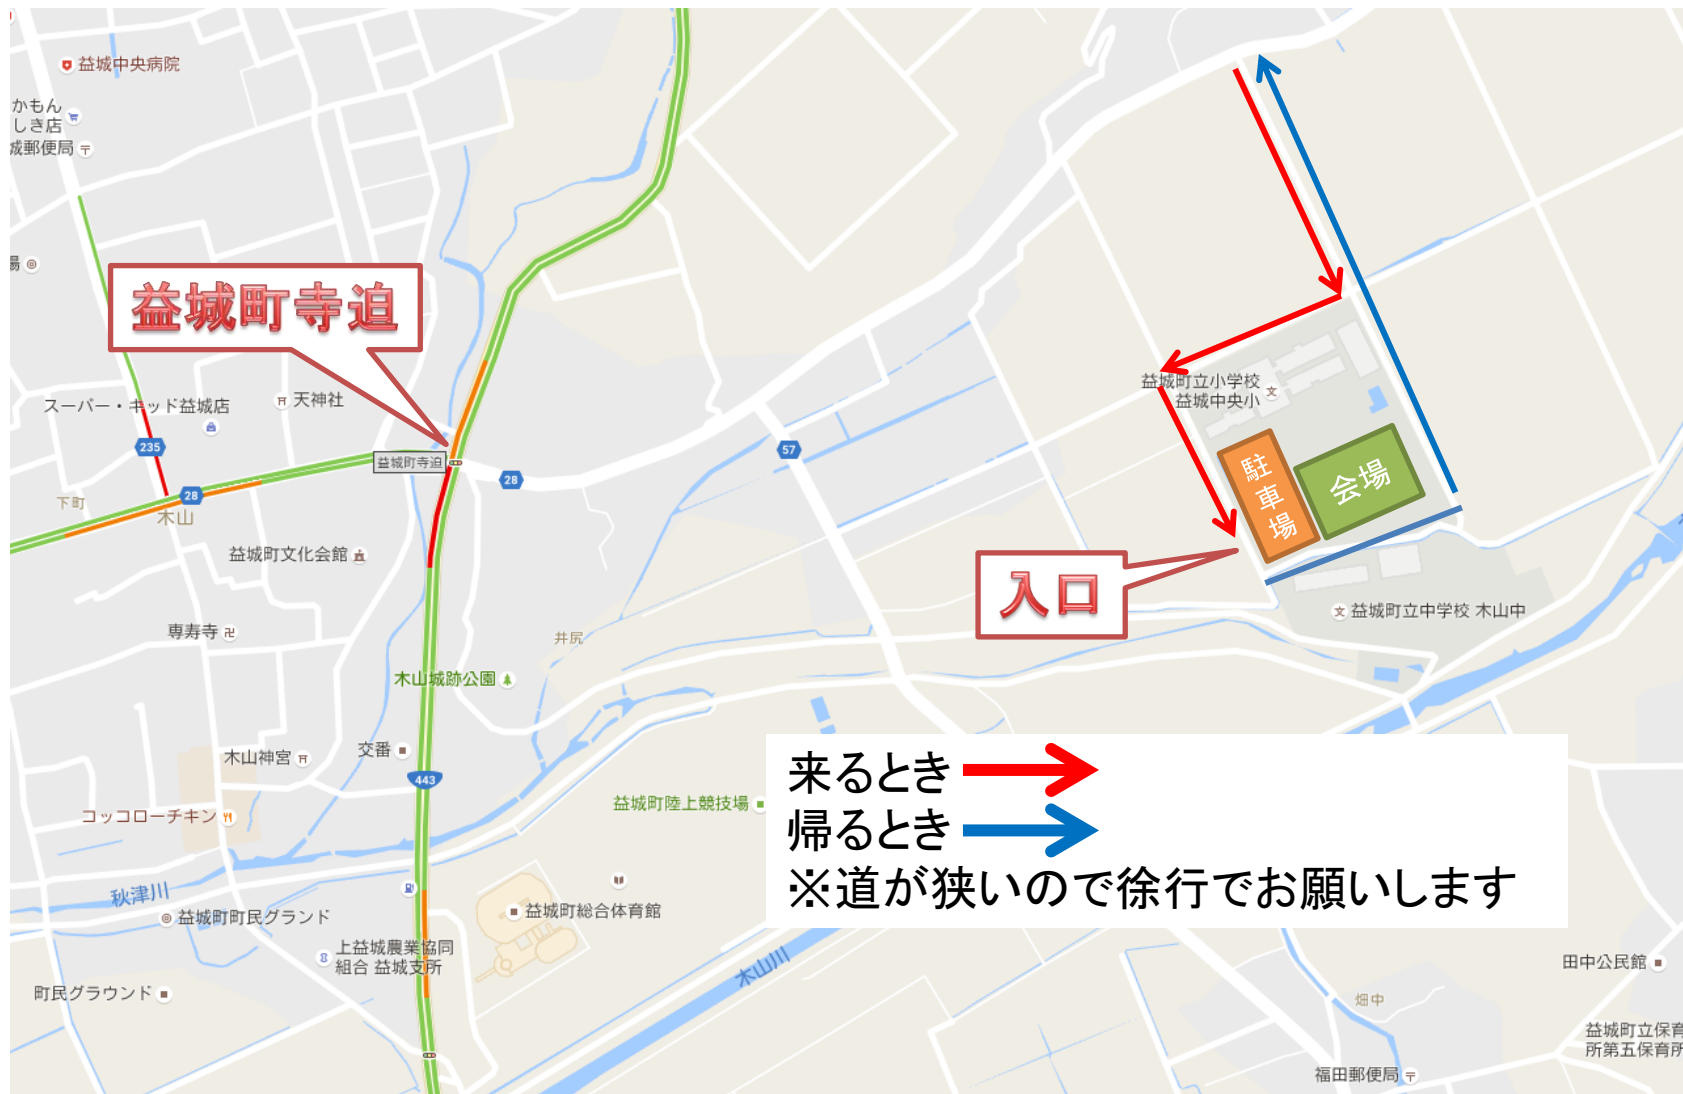 益城中央病院
かもん
しき店
城郵便局
場
益城町寺迫
スーパー・キッド益城店
天神社
235
益城町寺迫
57
28
28
下町
木山
益城町文化会館
益城町立小学校
益城中央小
駐車場
会場
入口
益城町立中学校 木山中
専寿寺
井尻
木山城跡公園
木山神宮
交番
443
コッコローチキン
益城町陸上競技場
来るとき
帰るとき
※道が狭いので徐行でお願いします
秋津川
益城町町民グランド
益城町総合体育館
上益城農業協同
組合 益城支所
木山川
町民グラウンド
田中公民館
畑中
益城町立保育
所第五保育所
福田郵便局